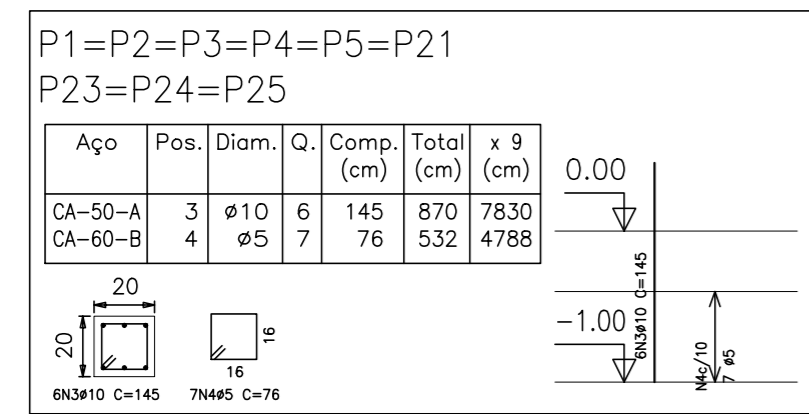 P1=P2=P3=P4=P5=P21
P23=P24=P25
Aço Pos. Diam. Q. Comp. (cm) Total (cm) x 9 (cm)
CA-50-A 3 ø10 6 145 870 7830
CA-60-B 4 ø5 7 76 532 4788
20
20
6N3ø10 C=145
16
16
7N4ø5 C=76
0.00
-1.00
6N3ø10 C=145
N4c/10
7 ø5